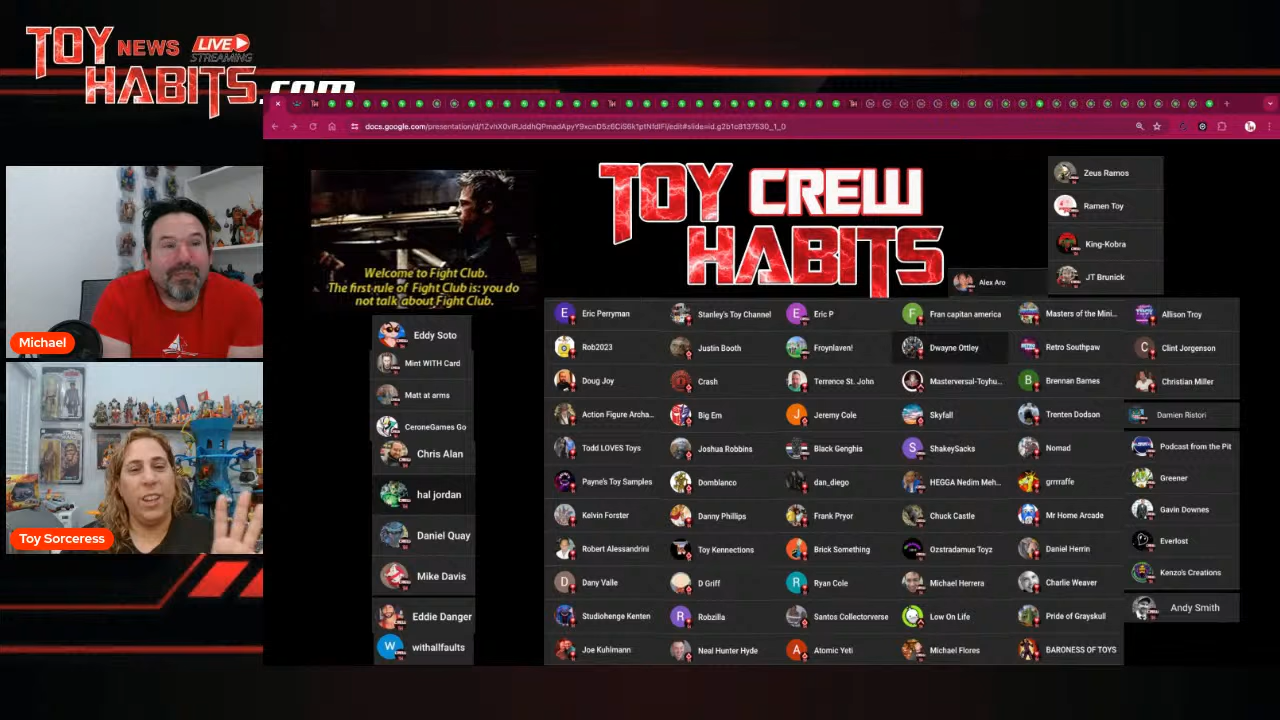 TOY NEWS LIVE
STREAMING
HABITS.com
docs.google.com/presentation/d/
Michael
Toy Sorceress
Welcome to Fight Club.
The first rule of Fight Club is: you do
not talk about Fight Club.
TOY CREW
HABITS
Zeus Ramos
Ramen Toy
King-Kobra
JT Brunick
Alex Aro
Eddy Soto
Mint WITH Card
Matt at arms
CeroneGames Go
Chris Alan
hal jordan
Daniel Quay
Mike Davis
Eddie Danger
W withallfaults
E Eric Perryman
Rob2023
Doug Joy
Action Figure Archa...
Todd LOVES Toys
Payne's Toy Samples
Kelvin Forster
Robert Alessandrini
D Dany Valle
Studiohenge Kenten
Joe Kuhlmann
Stanley's Toy Channel
Justin Booth
Crash
Big Em
Joshua Robbins
Domblanco
Danny Phillips
Toy Kennections
D Griff
R Robzilla
Neal Hunter Hyde
E Eric P
Froynlaven!
Terrence St. John
J Jeremy Cole
Black Genghis
dan_diego
Frank Pryor
Brick Something
R Ryan Cole
Santos Collectorverse
A Atomic Yeti
F Fran capitan america
Dwayne Ottley
Masterversal-Toyhu...
Skyfall
S ShakeySacks
HEGGA Nedim Meh...
Chuck Castle
Ozstradamus Toyz
Michael Herrera
Low On Life
Michael Flores
Masters of the Mini...
Retro Southpaw
B Brennan Barnes
Trenten Dodson
Nomad
grrrraffe
Mr Home Arcade
Daniel Herrin
Charlie Weaver
Pride of Grayskull
BARONESS OF TOYS
Allison Troy
C Clint Jorgenson
Christian Miller
Damien Ristori
Podcast from the Pit
Greener
Gavin Downes
Everlost
Kenzo's Creations
Andy Smith